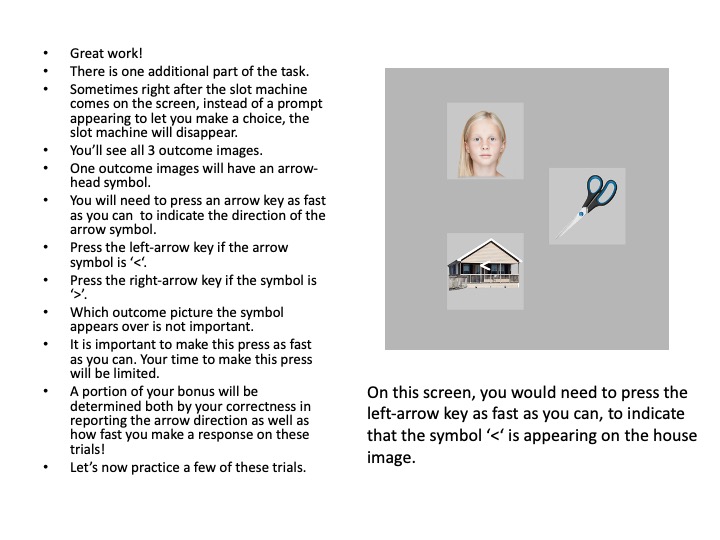 • Great work!
• There is one additional part of the task.
• Sometimes right after the slot machine
comes on the screen, instead of a prompt
appearing to let you make a choice, the
slot machine will disappear.
• You’ll see all 3 outcome images.
• One outcome images will have an arrow-
head symbol.
• You will need to press an arrow key as fast
as you can  to indicate the direction of the
arrow symbol.
• Press the left-arrow key if the arrow
symbol is ‘<‘.
• Press the right-arrow key if the symbol is
‘>’.
• Which outcome picture the symbol
appears over is not important.
• It is important to make this press as fast
as you can. Your time to make this press
will be limited.
• A portion of your bonus will be
determined both by your correctness in
reporting the arrow direction as well as
how fast you make a response on these
trials!
• Let’s now practice a few of these trials.
<
On this screen, you would need to press the
left-arrow key as fast as you can, to indicate
that the symbol ‘<‘ is appearing on the house
image.